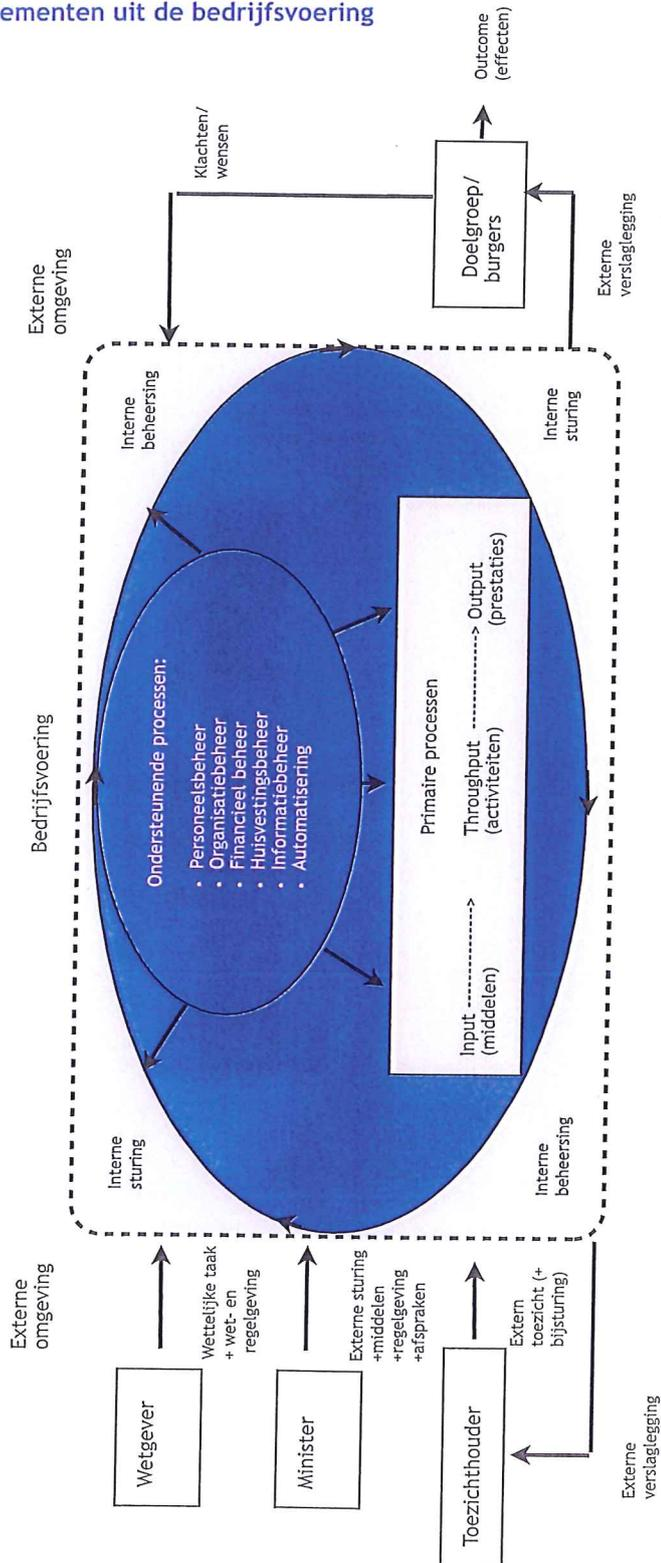 ementen uit de bedrijfsvoering
Externe
omgeving
Bedrijfsvoering
Externe
omgeving
Wetgever
Wettelijke taak
+ wet- en
regelgeving
Minister
Externe sturing
+middelen
+regelgeving
+afspraken
Toezichthouder
Extern
toezicht (+
bijsturing)
Externe
verslaglegging
Interne
sturing
Interne
beheersing
Ondersteunende processen:
• Personeelsbeheer
• Organisatiebeheer
• Financieel beheer
• Huisvestingsbeheer
• Informatiebeheer
• Automatisering
Primaire processen
Input --------------> Throughput --------------> Output
(middelen) (activiteiten) (prestaties)
Interne
beheersing
Interne
sturing
Klachten/
wensen
Doelgroep/
burgers
Outcome
(effecten)
Externe
verslaglegging